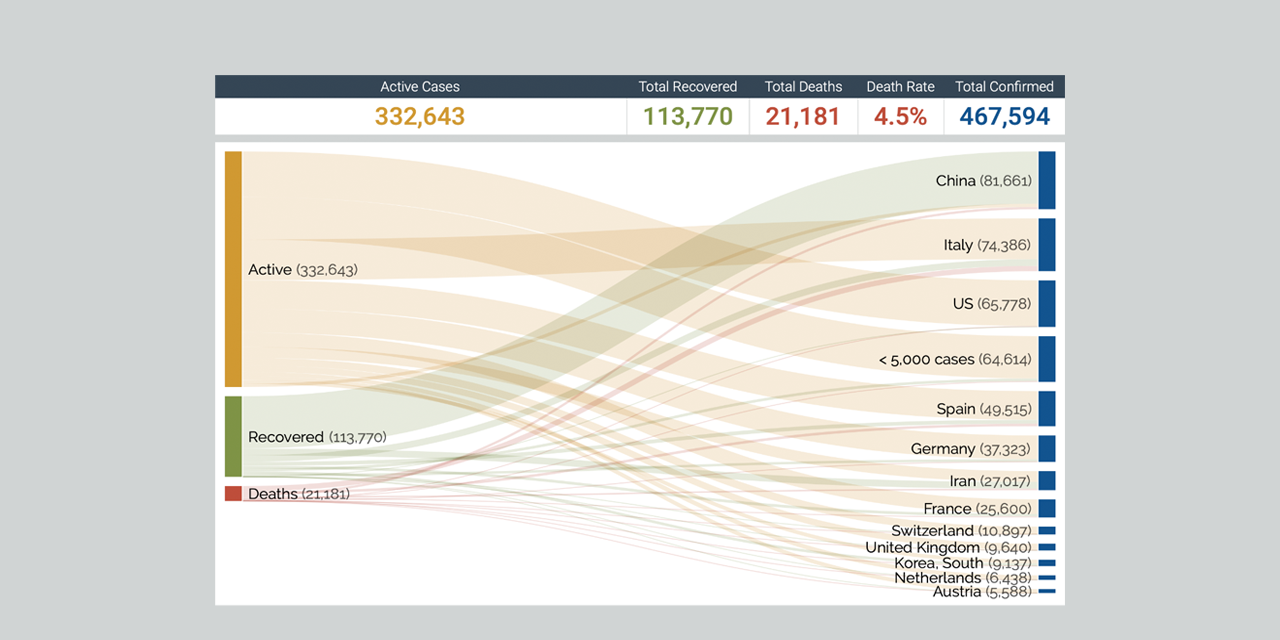 Active Cases Total Recovered Total Deaths Death Rate Total Confirmed
332,643 113,770 21,181 4.5% 467,594
China (81,661)
Italy (74,386)
Active (332,643)
US (65,778)
< 5,000 cases (64,614)
Spain (49,515)
Recovered (113,770)
Germany (37,323)
Iran (27,017)
Deaths (21,181)
France (25,600)
Switzerland (10,897)
United Kingdom (9,640)
Korea, South (9,137)
Netherlands (6,438)
Austria (5,588)